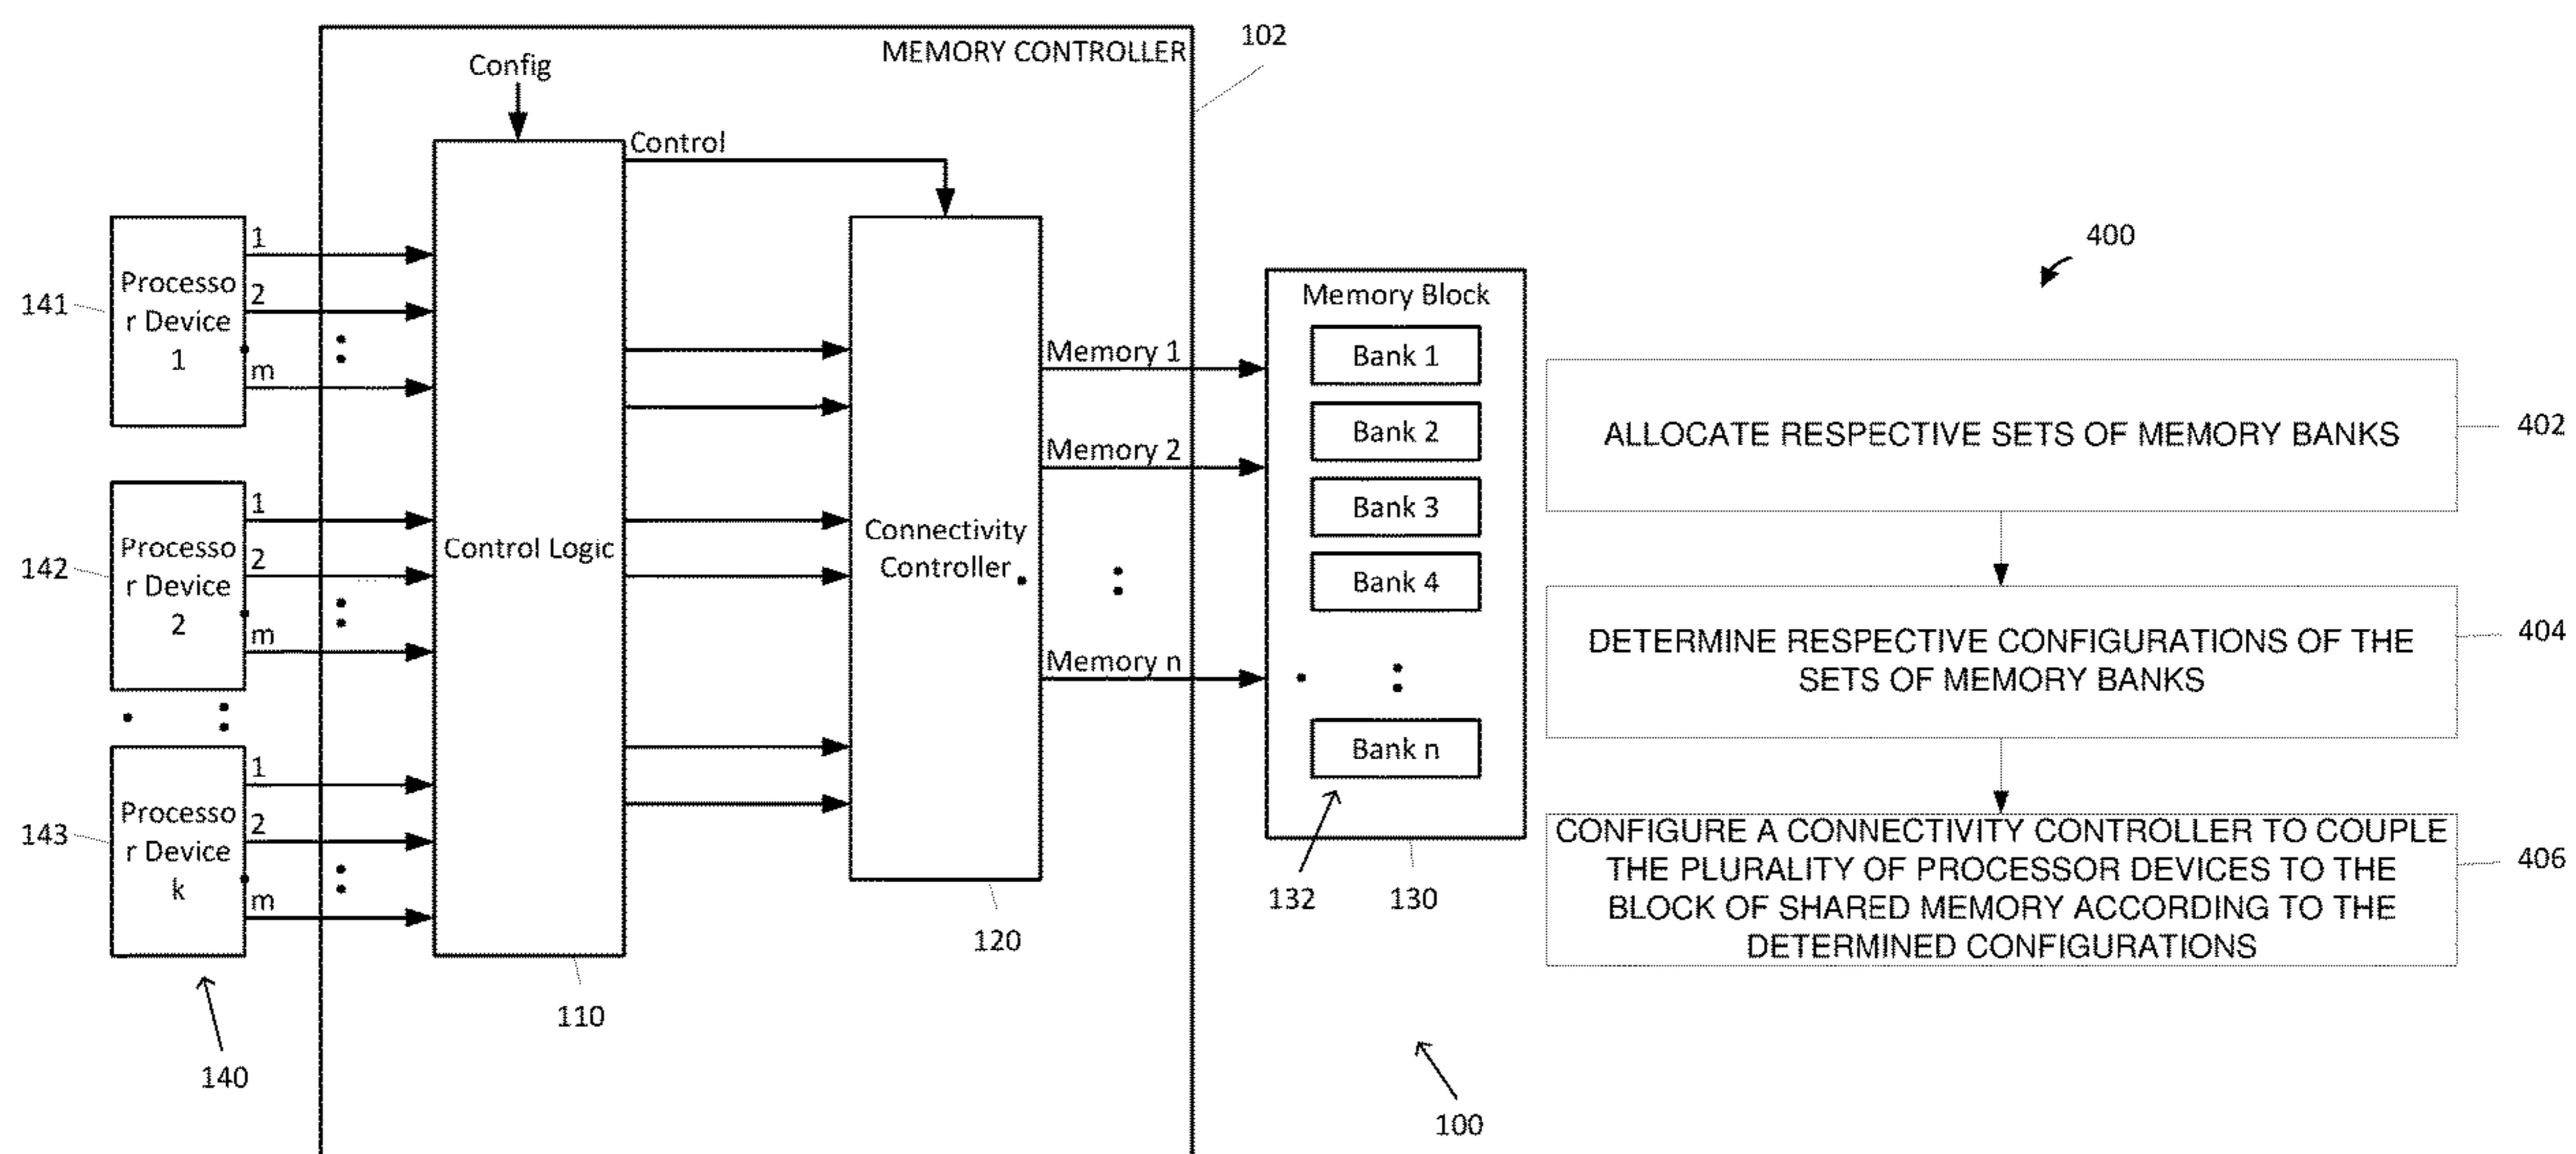 MEMORY CONTROLLER
102
Config
Control
141
Processo
r Device
1
1
2
m
142
Processo
r Device
2
1
2
m
143
Processo
r Device
k
1
2
m
140
Control Logic
110
Connectivity
Controller
120
Memory 1
Memory 2
Memory n
Memory Block
Bank 1
Bank 2
Bank 3
Bank 4
Bank n
132
130
100
400
ALLOCATE RESPECTIVE SETS OF MEMORY BANKS
402
DETERMINE RESPECTIVE CONFIGURATIONS OF THE
SETS OF MEMORY BANKS
404
CONFIGURE A CONNECTIVITY CONTROLLER TO COUPLE
THE PLURALITY OF PROCESSOR DEVICES TO THE
BLOCK OF SHARED MEMORY ACCORDING TO THE
DETERMINED CONFIGURATIONS
406